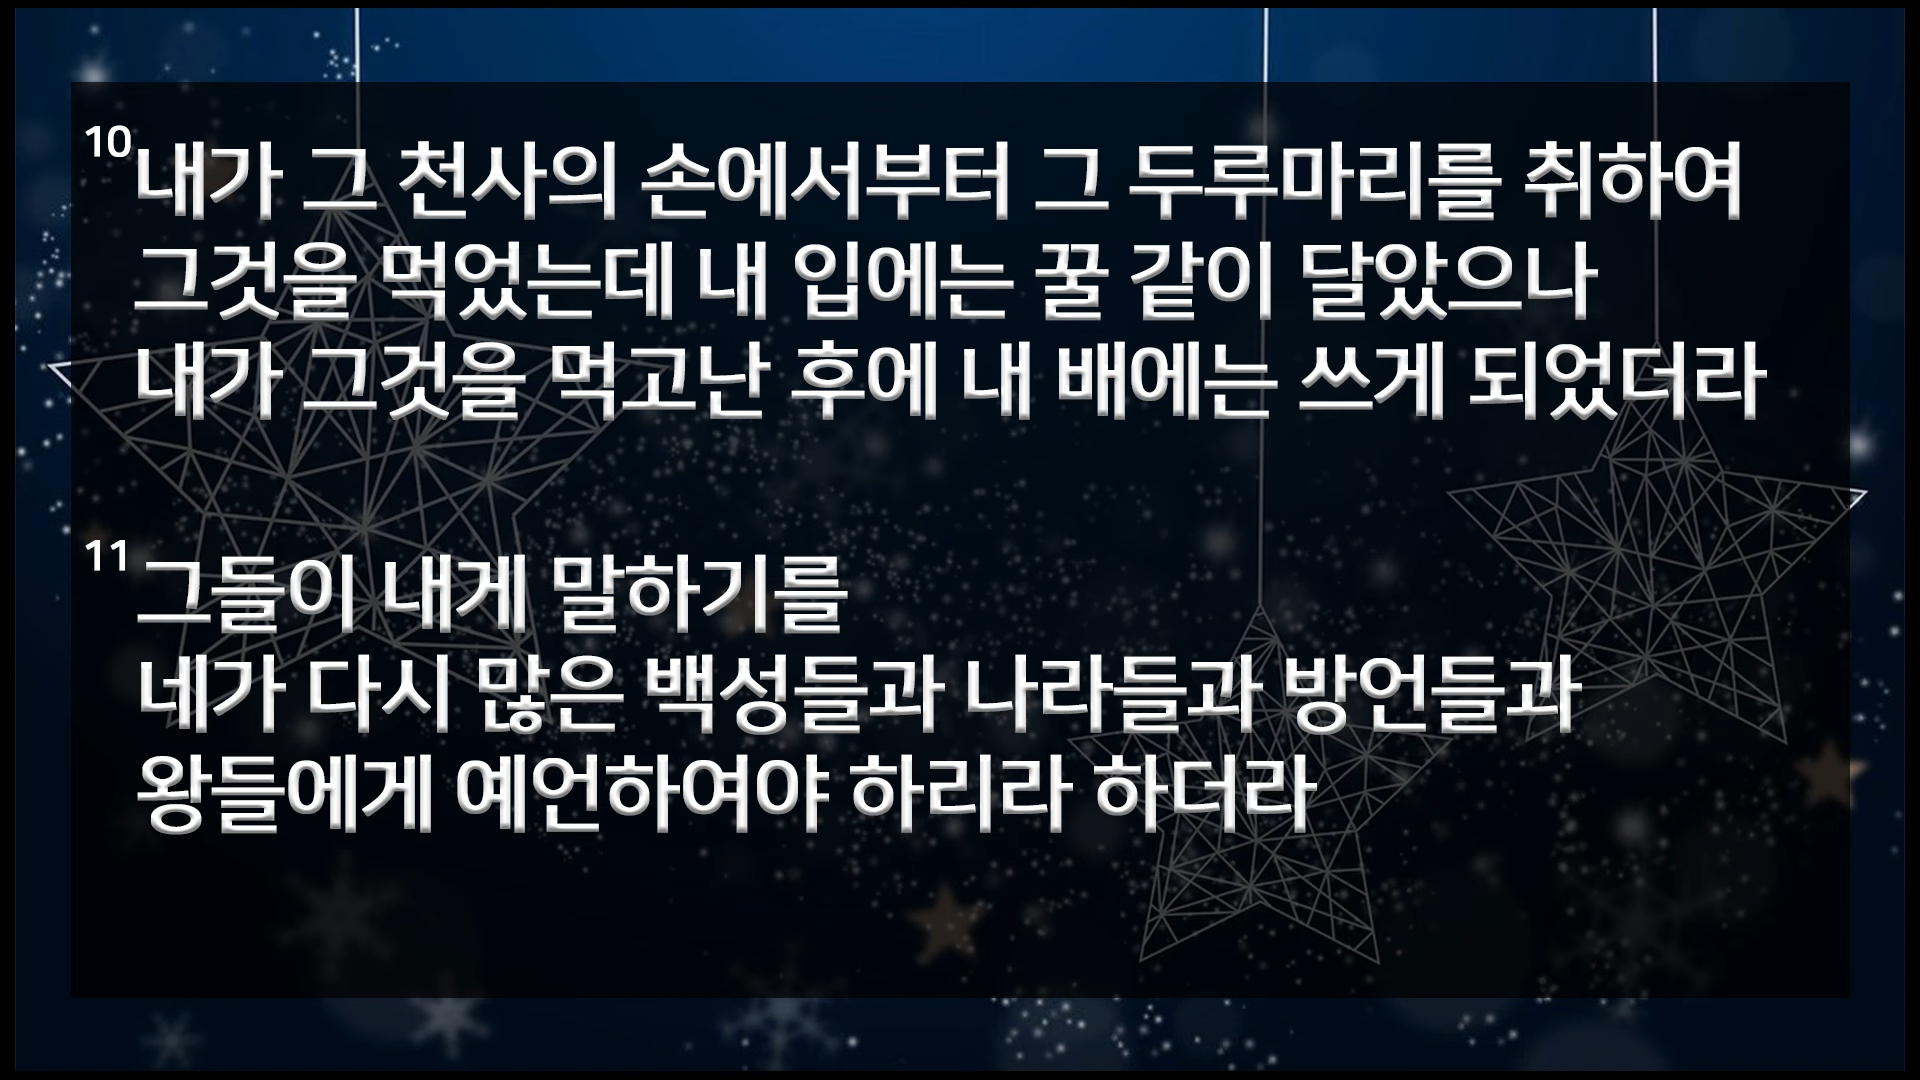 10 내가 그 천사의 손에서부터 그 두루마리를 취하여
그것을 먹었는데 내 입에는 꿀 같이 달았으나
내가 그것을 먹고난 후에 내 배에는 쓰게 되었더라
11 그들이 내게 말하기를
네가 다시 많은 백성들과 나라들과 방언들과
왕들에게 예언하여야 하리라 하더라